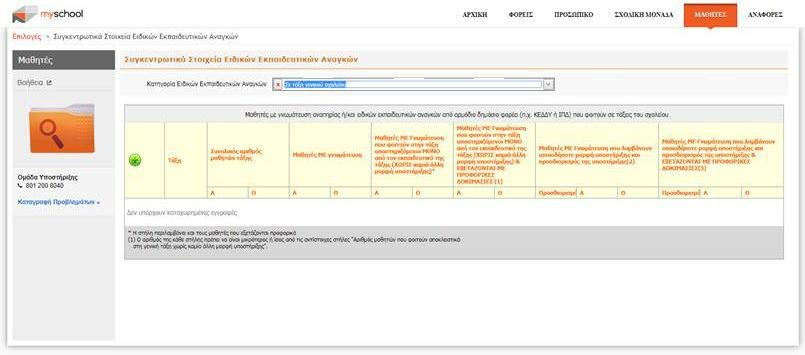 myschool
ΑΡΧΙΚΗ ΦΟΡΕΙΣ ΠΡΟΣΩΠΙΚΟ ΣΧΟΛΙΚΗ ΜΟΝΑΔΑ ΜΑΘΗΤΕΣ ΑΝΑΦΟΡΕΣ
Επιλογές > Συγκεντρωτικά Στοιχεία Ειδικών Εκπαιδευτικών Αναγκών
Μαθητές
Βοήθεια
Ομάδα Υποστήριξης
801 200 8040
Καταγραφή Προβλημάτων »
Συγκεντρωτικά Στοιχεία Ειδικών Εκπαιδευτικών Αναγκών
Κατηγορία Ειδικών Εκπαιδευτικών Αναγκών x Σε τάξη γενικού σχολείου
Μαθητές με γνωμάτευση αναπηρίας ή/και ειδικών εκπαιδευτικών αναγκών από αρμόδιο δημόσιο φορέα (π.χ. ΚΕΔΔΥ ή ΙΠΔ) που φοιτούν σε τάξεις του σχολείου
Τάξη
Συνολικός αριθμός
μαθητών τάξης
Μαθητές ΜΕ γνωμάτευση
Μαθητές ΜΕ Γνωμάτευση
που φοιτούν στην τάξη
υποστηριζόμενοι ΜΟΝΟ
από τον εκπαιδευτικό της
τάξης (ΧΩΡΙΣ καμιά άλλη
μορφή υποστήριξης)*
Μαθητές ΜΕ Γνωμάτευση
που φοιτούν στην τάξη
υποστηριζόμενοι ΜΟΝΟ
από τον εκπαιδευτικό της
τάξης (ΧΩΡΙΣ καμιά άλλη
μορφή υποστήριξης) &
ΕΞΕΤΑΖΟΝΤΑΙ ΜΕ
ΠΡΟΦΟΡΙΚΕΣ
ΔΟΚΙΜΑΣΙΕΣ (1)
Μαθητές ΜΕ Γνωμάτευση που λαμβάνουν
οποιαδήποτε μορφή υποστήριξης και
προσδιορισμός της υποστήριξης(2)
Μαθητές ΜΕ Γνωμάτευση που λαμβάνουν
οποιαδήποτε μορφή υποστήριξης και
προσδιορισμός της υποστήριξης &
ΕΞΕΤΑΖΟΝΤΑΙ ΜΕ ΠΡΟΦΟΡΙΚΕΣ
ΔΟΚΙΜΑΣΙΕΣ(3)
Α Θ Α Θ Α Θ Α Θ Προσδιορισμ Α Θ Προσδιορισμ Α Θ
Δεν υπάρχουν καταχωρημένες εγγραφές
* Η στήλη περιλαμβάνει και τους μαθητές που εξετάζονται προφορικά
(1) Ο αριθμός της κάθε στήλης πρέπει να είναι μικρότερος ή ίσος από τις αντίστοιχες στήλες "Αριθμός μαθητών που φοιτούν αποκλειστικά
στη γενική τάξη χωρίς καμία άλλη μορφή υποστήριξης".